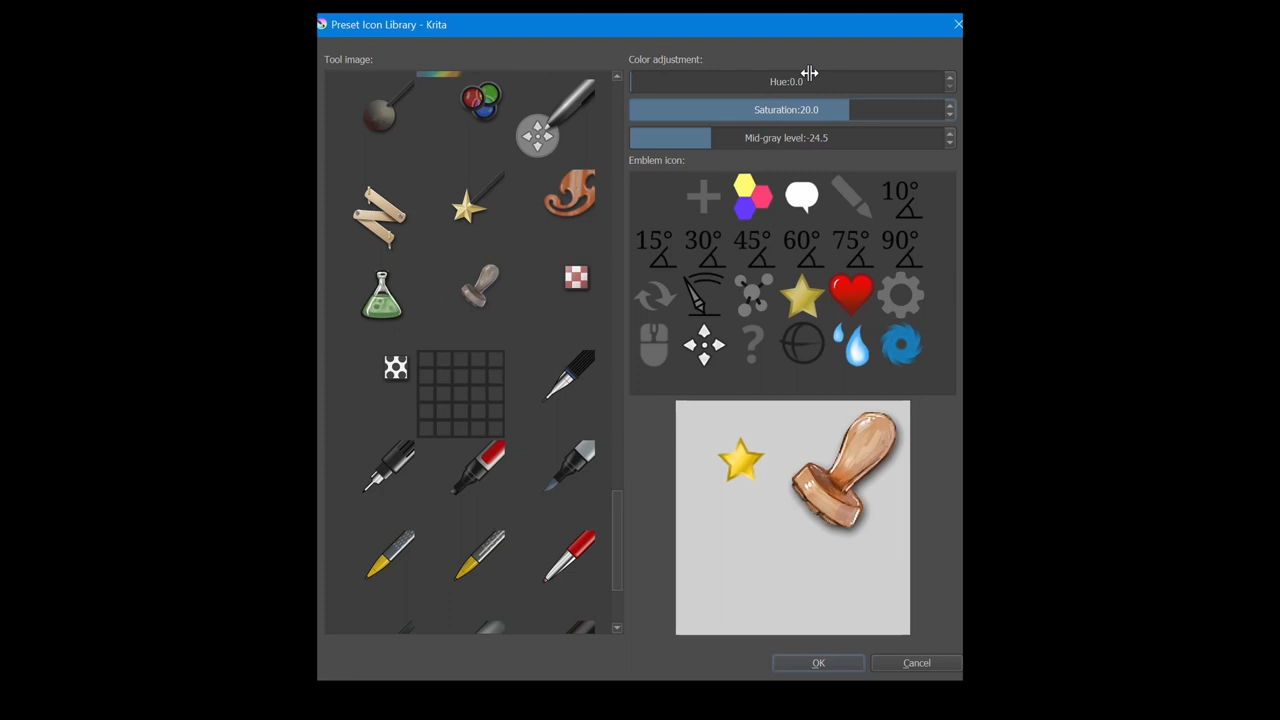 Preset Icon Library - Krita
Tool image:
Color adjustment:
Hue:0.0
Saturation:20.0
Mid-gray level:-24.5
Emblem icon:
10°
15° 30° 45° 60° 75° 90°
?
OK
Cancel